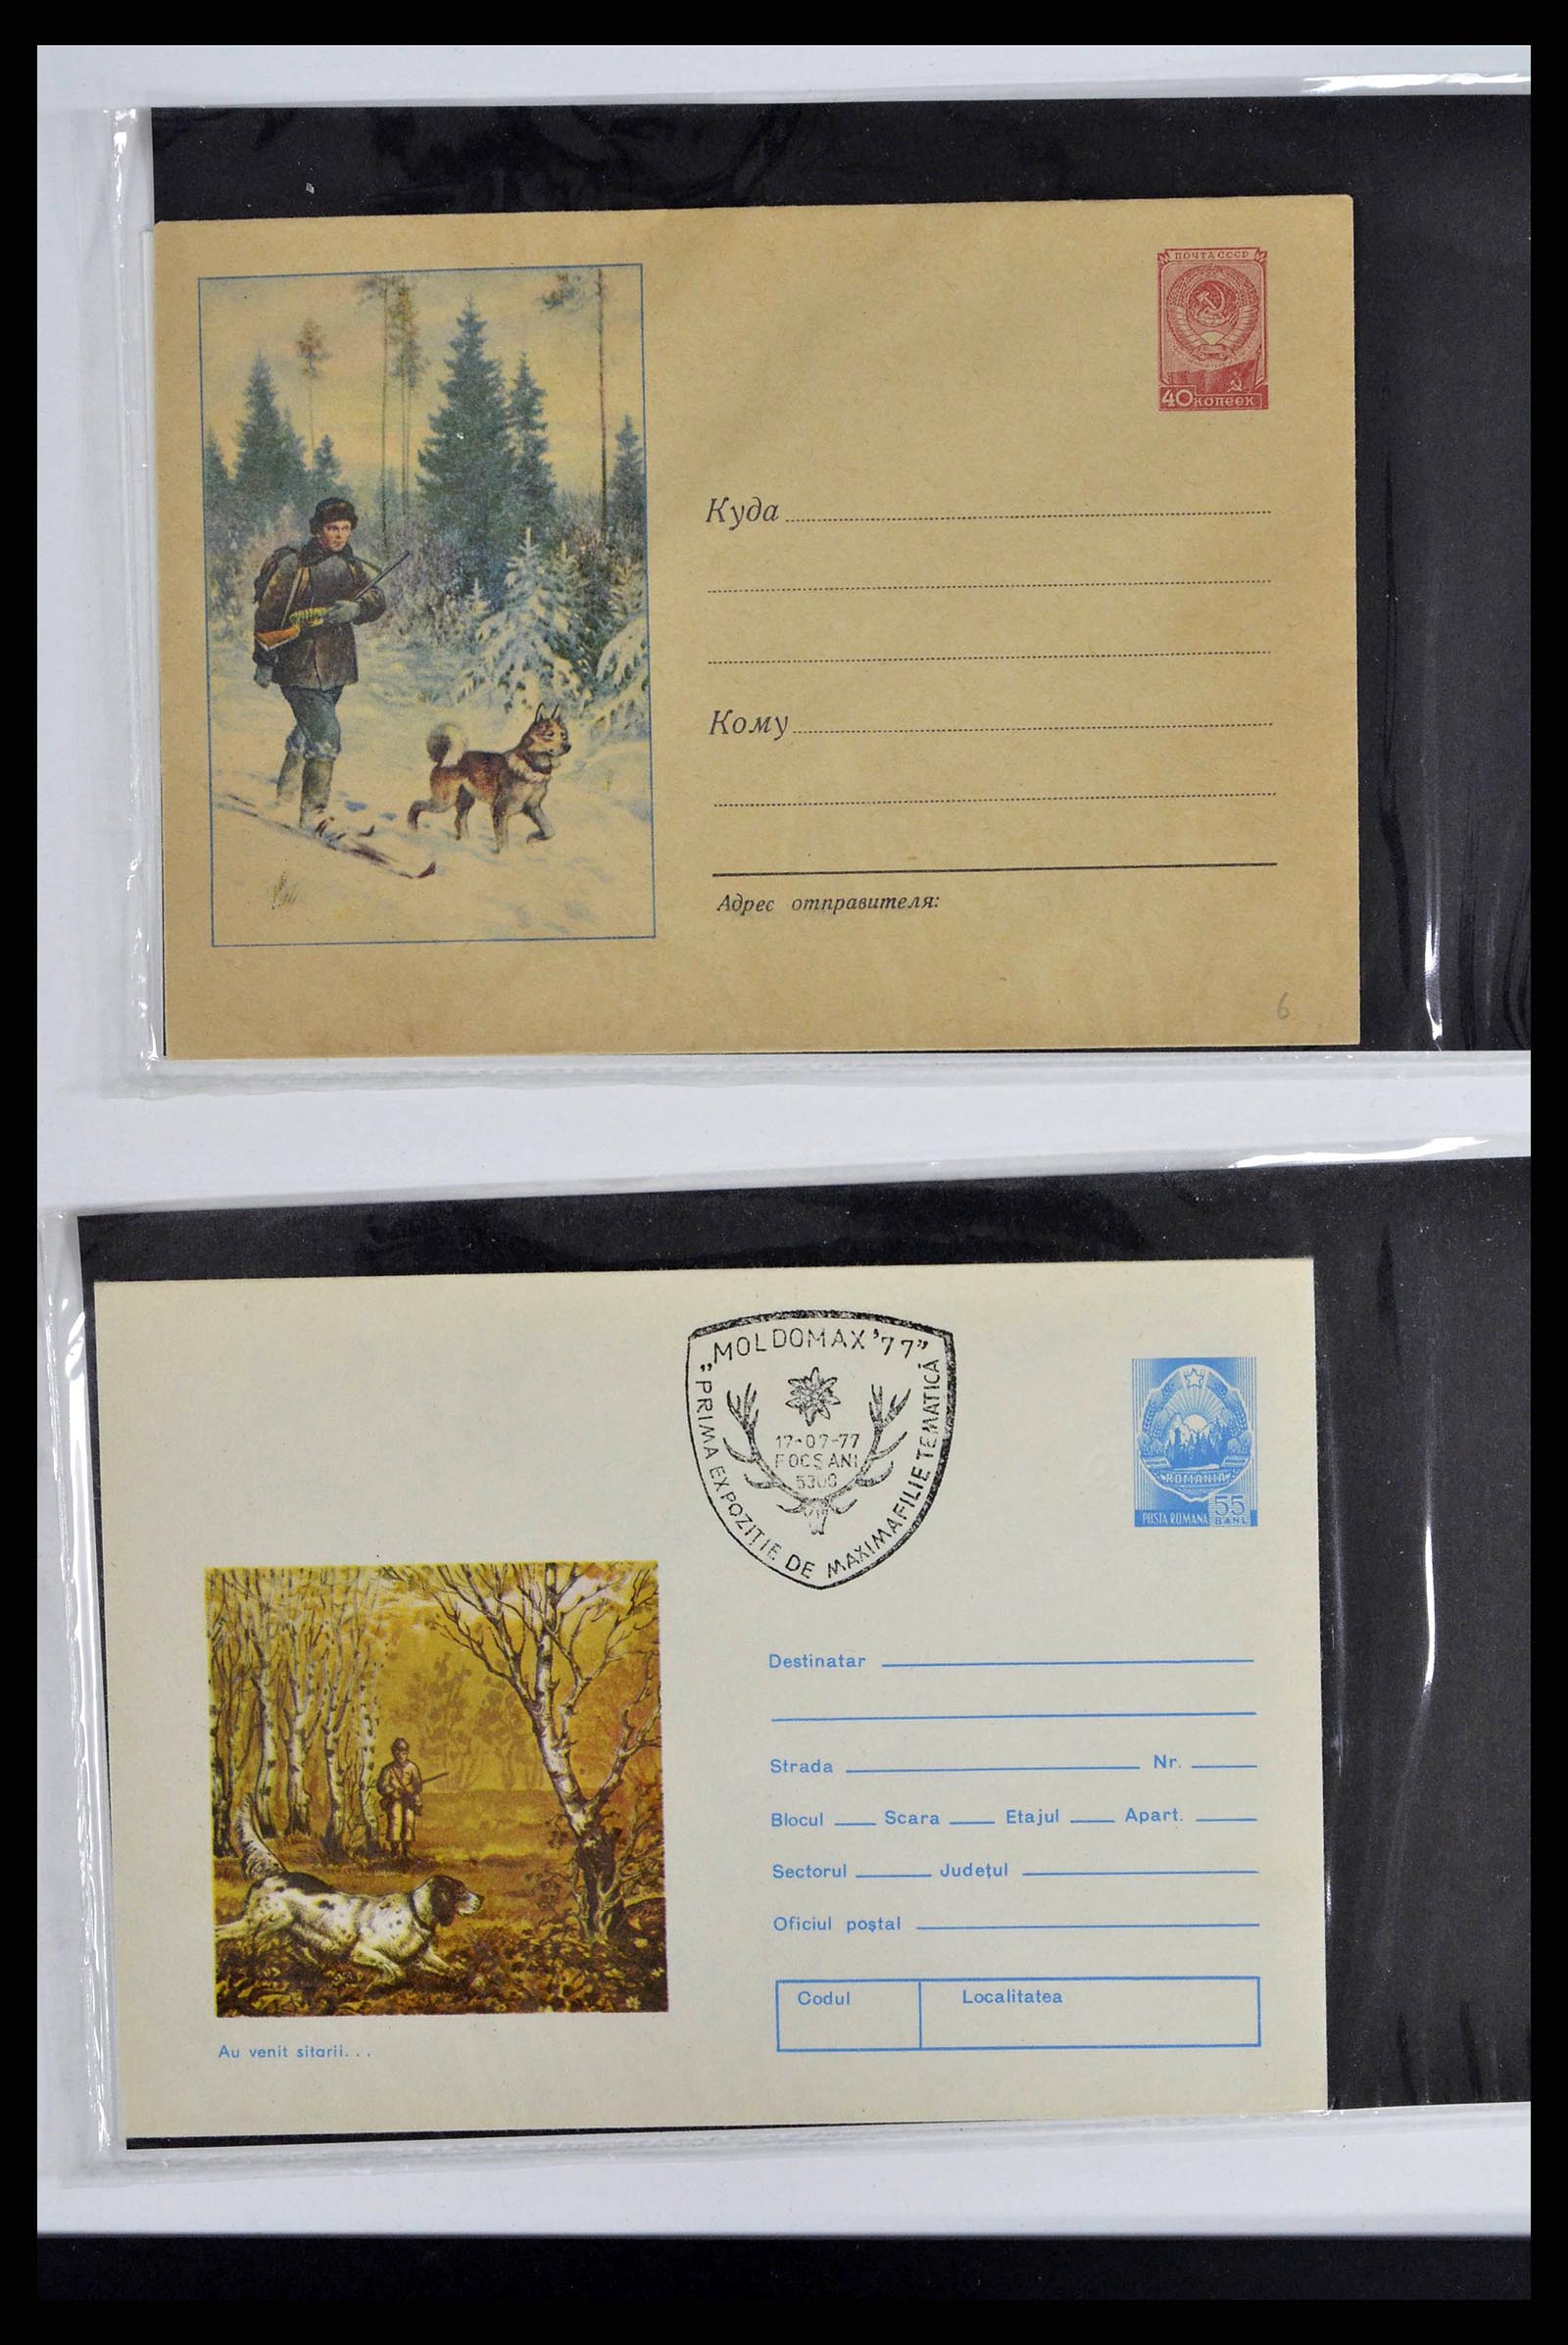 ПОЧТА СССР
40 копеек
Куда
Кому
Адрес отправителя:
6
„MOLDOMAX '77”
PRIMA EXPOZIȚIE DE MAXIMAFILIE TEMATICĂ
17-07-77
FOCȘANI
5300
ROMANIA
POSTA ROMANA 55 BANI
Destinatar
Strada Nr.
Blocul Scara Etajul Apart.
Sectorul Județul
Oficiul poștal
Codul Localitatea
Au venit sitarii...